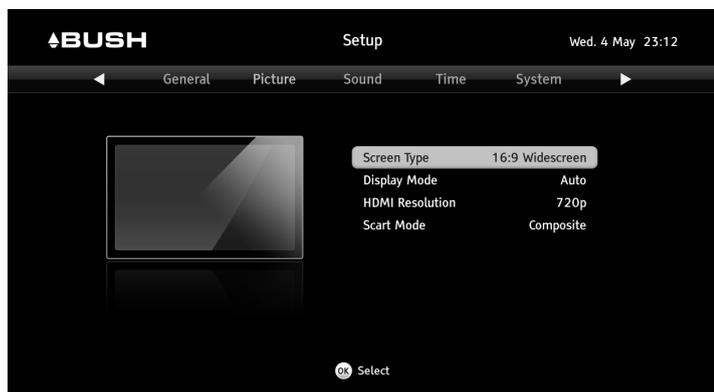 BUSH Setup Wed. 4 May 23:12
General Picture Sound Time System
Screen Type 16:9 Widescreen
Display Mode Auto
HDMI Resolution 720p
Scart Mode Composite
OK Select